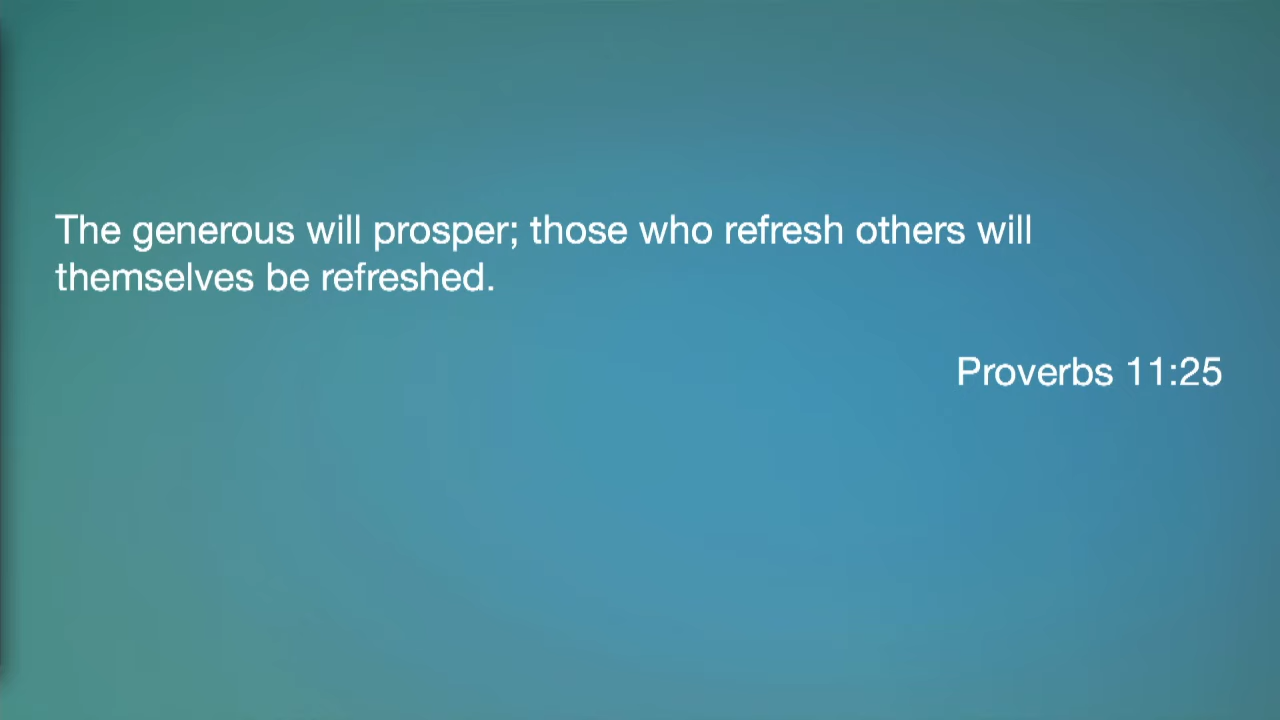 The generous will prosper; those who refresh others will
themselves be refreshed.
Proverbs 11:25